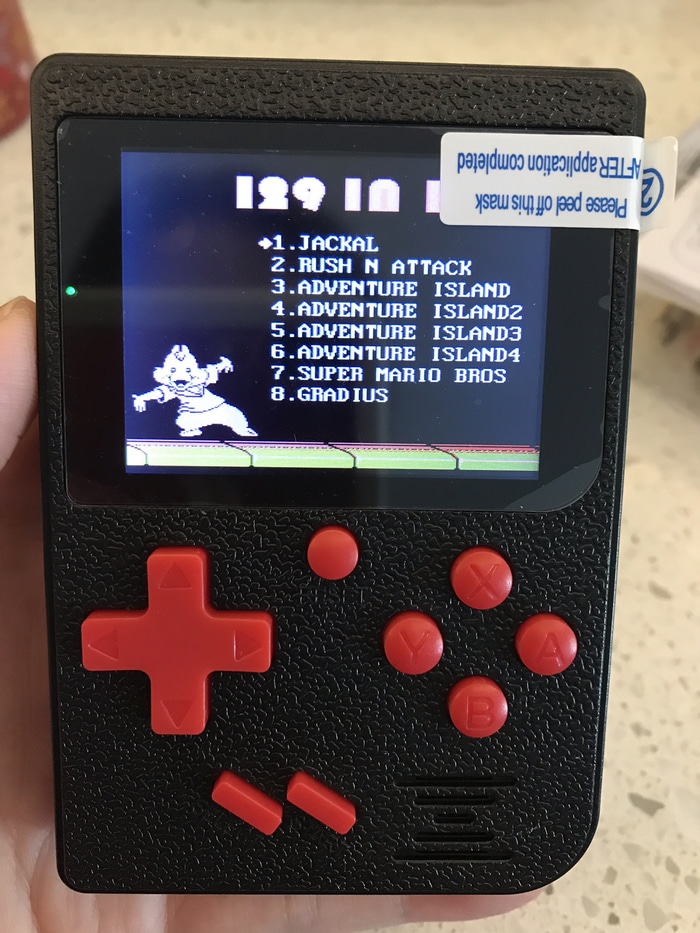 129 IN
1.JACKAL
2.RUSH N ATTACK
3.ADVENTURE ISLAND
4.ADVENTURE ISLAND2
5.ADVENTURE ISLAND3
6.ADVENTURE ISLAND4
7.SUPER MARIO BROS
8.GRADIUS
2
Please peel off this mask
AFTER application completed
X
Y
A
B